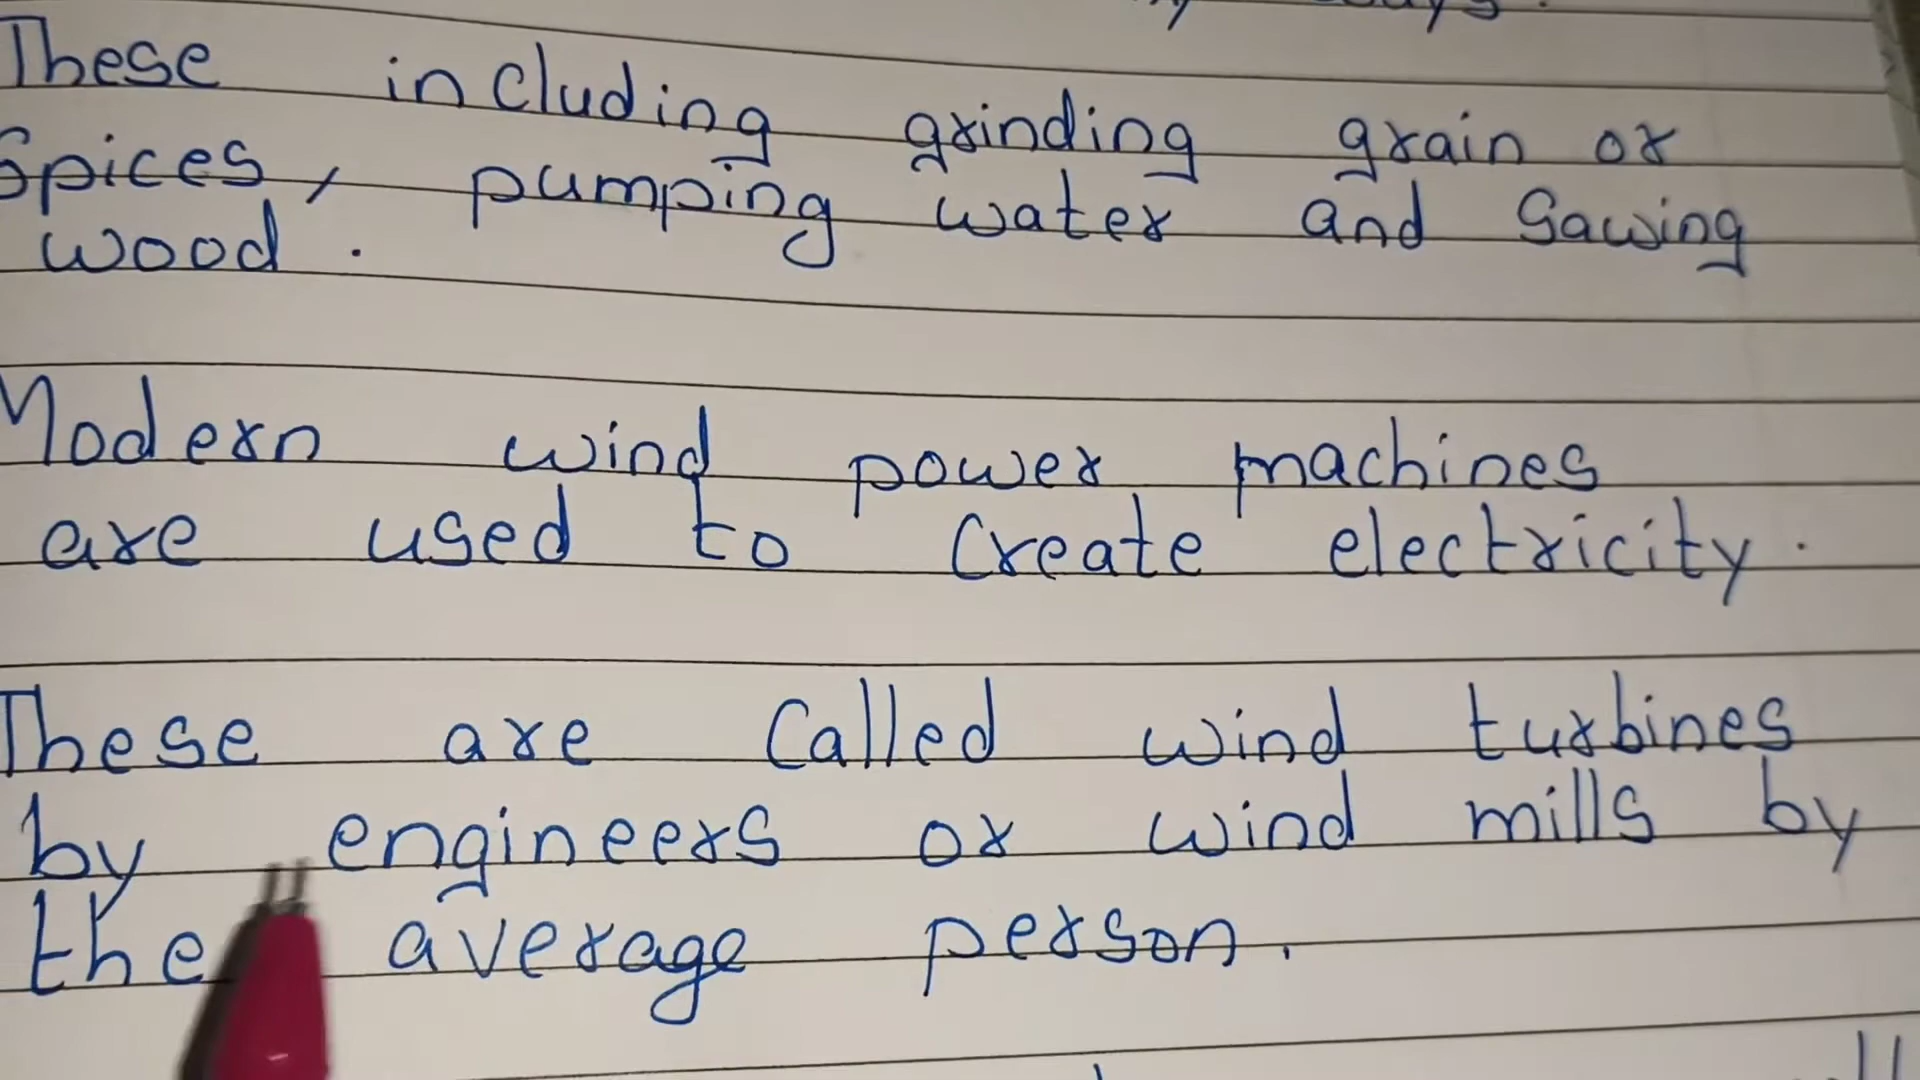 These including grinding grain or
Spices, pumping water and Sawing
wood.
Modern wind power machines
are used to Create electricity.
These are Called wind turbines
by engineers or wind mills by
the average person.